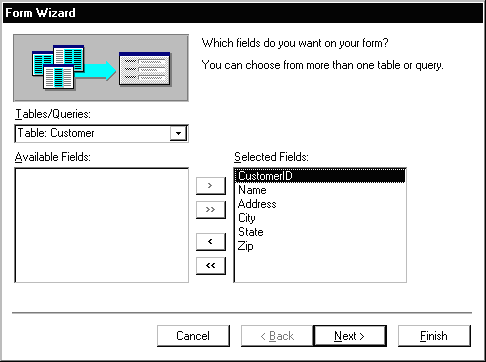 Form Wizard
Which fields do you want on your form?
You can choose from more than one table or query.
Tables/Queries:
Table: Customer
Available Fields:
Selected Fields:
CustomerID
Name
Address
City
State
Zip
>
>>
<
<<
Cancel
< Back
Next >
Finish